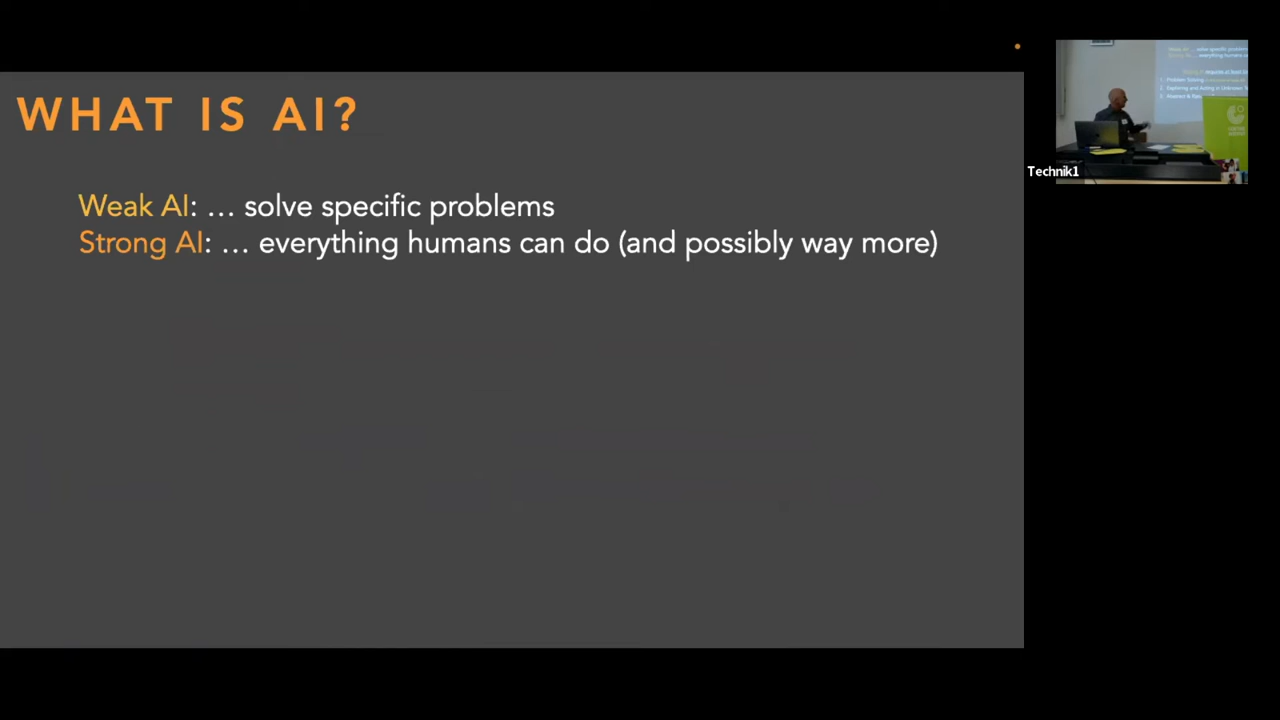 WHAT IS AI?
Weak AI: … solve specific problems
Strong AI: … everything humans can do (and possibly way more)
Technik1